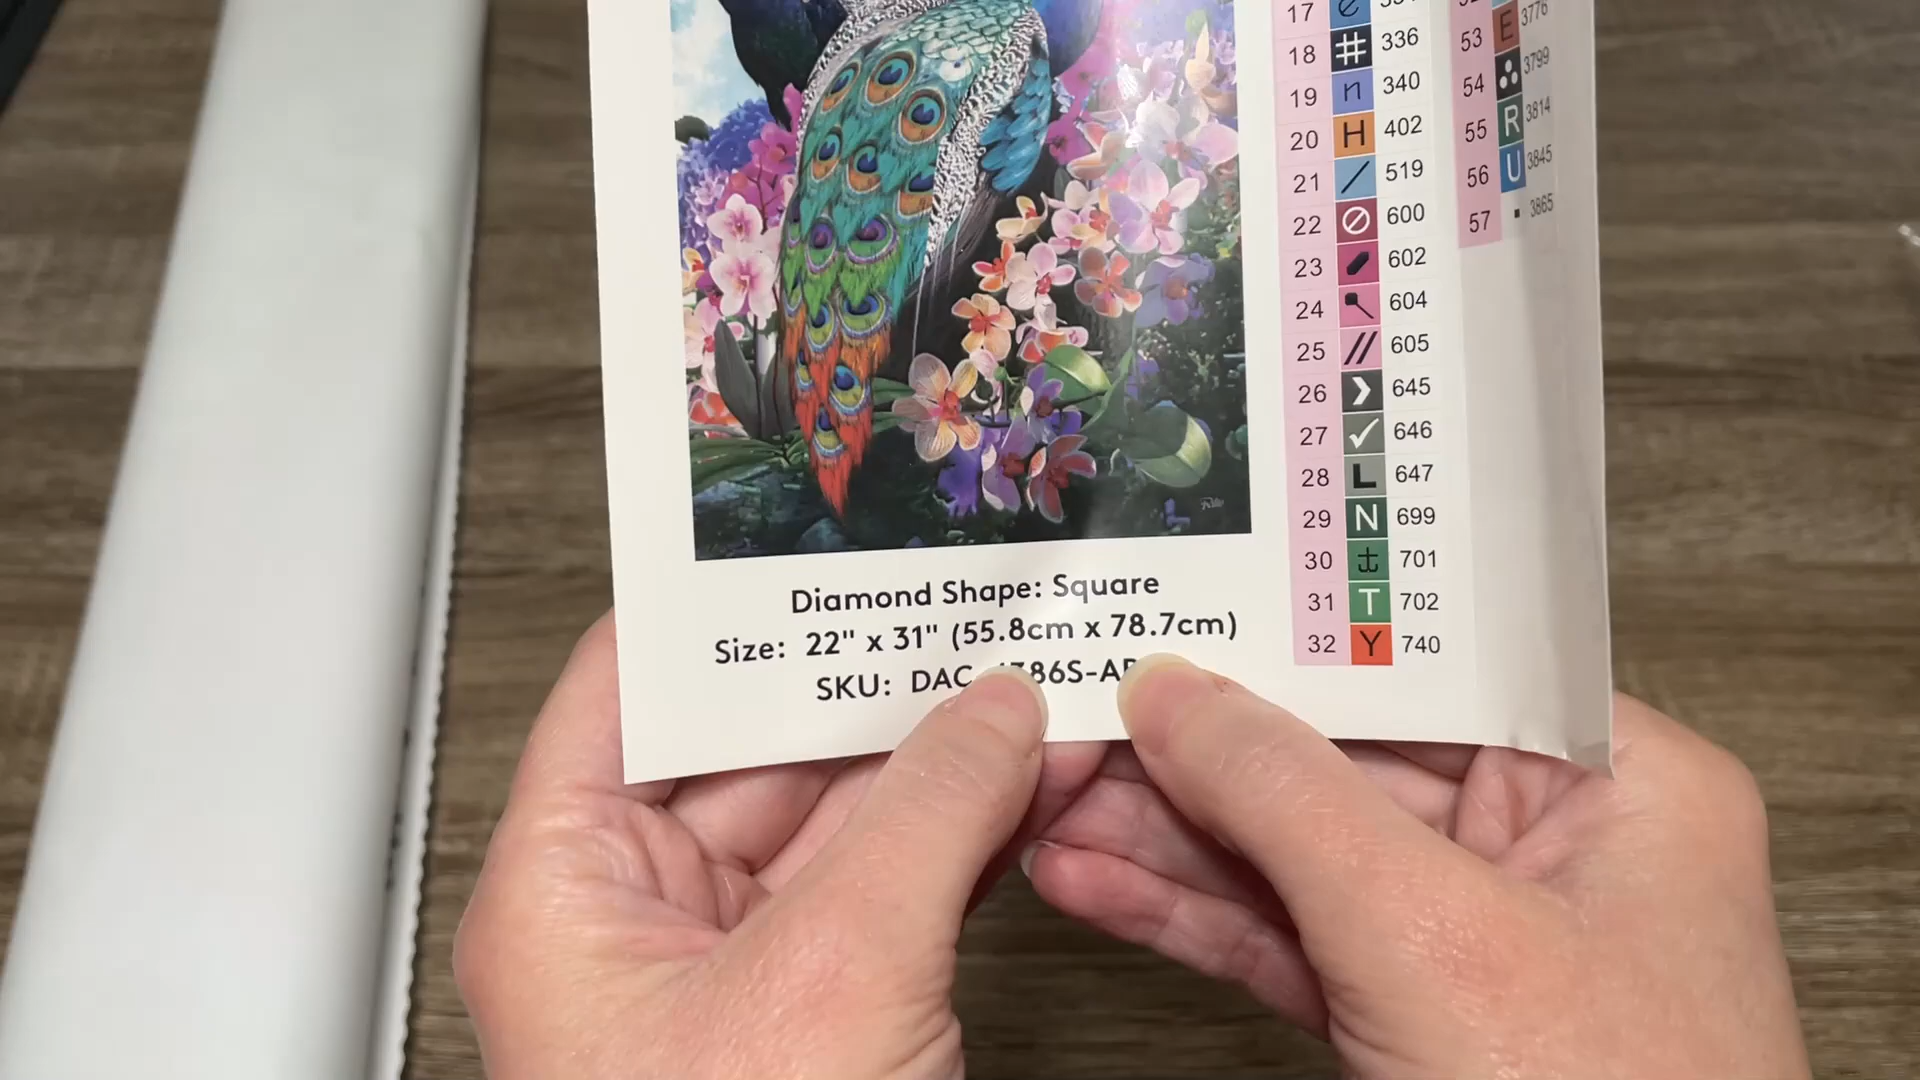 17
18 # 336
19 n 340
20 H 402
21 / 519
22 600
23 602
24 604
25 // 605
26 645
27 ✓ 646
28 L 647
29 N 699
30 701
31 T 702
32 Y 740
3776
53 E
54 3799
55 R 3814
56 U 3845
57 3865
Diamond Shape: Square
Size: 22" x 31" (55.8cm x 78.7cm)
SKU: DAC